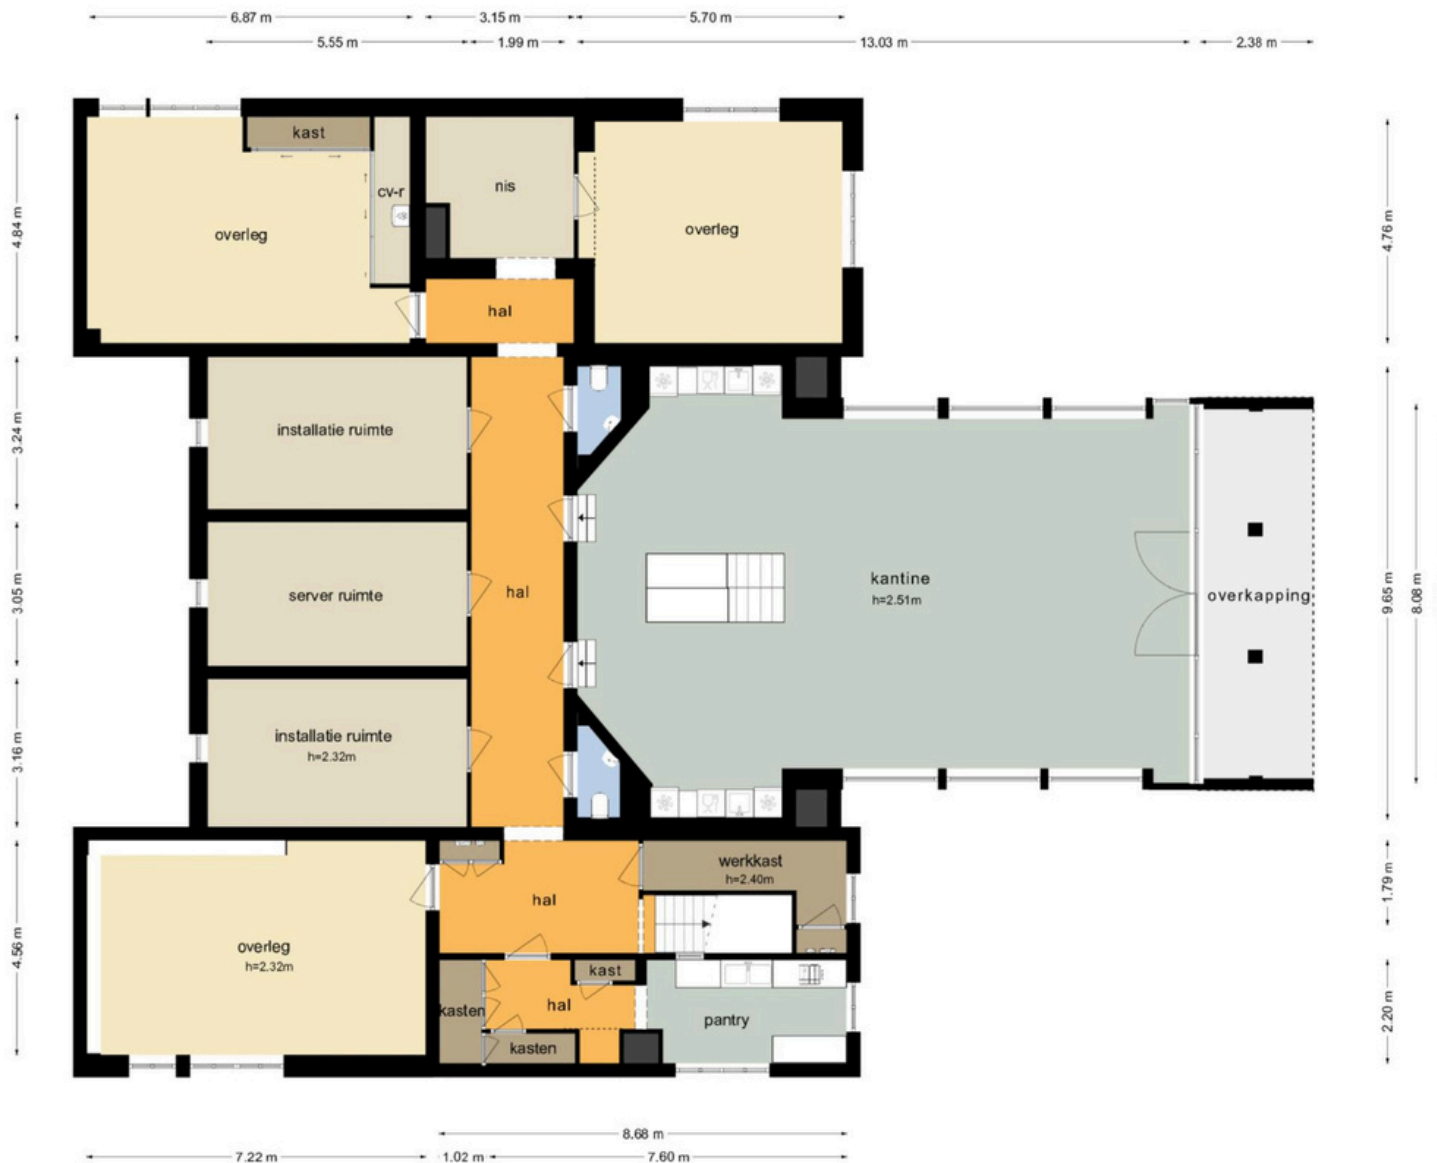 6.87 m
3.15 m
5.70 m
5.55 m
1.99 m
13.03 m
2.38 m
kast
cv-r
nis
overleg
overleg
hal
4.84 m
4.76 m
installatie ruimte
3.24 m
server ruimte
hal
3.05 m
kantine
h=2.51m
overkapping
9.65 m
8.08 m
installatie ruimte
h=2.32m
3.16 m
werkkast
h=2.40m
hal
1.79 m
overleg
h=2.32m
4.56 m
kast
kasten
hal
kasten
pantry
2.20 m
8.68 m
7.22 m
1.02 m
7.60 m